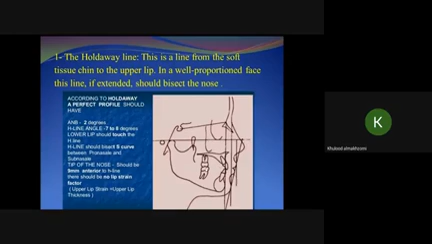 1- The Holdaway line: This is a line from the soft
tissue chin to the upper lip. In a well-proportioned face
this line, if extended, should bisect the nose .
ACCORDING TO HOLDAWAY
A PERFECT PROFILE SHOULD
HAVE
ANB - 2 degrees
H-LINE ANGLE -7 to 8 degrees
LOWER LIP should touch the
H line
H-LINE should bisect S curve
between Pronasale and
Subnasale
TIP OF THE NOSE - Should be
9mm anterior to h-line
there should be no lip strain
factor
( Upper Lip Strain =Upper Lip
Thickness )
K